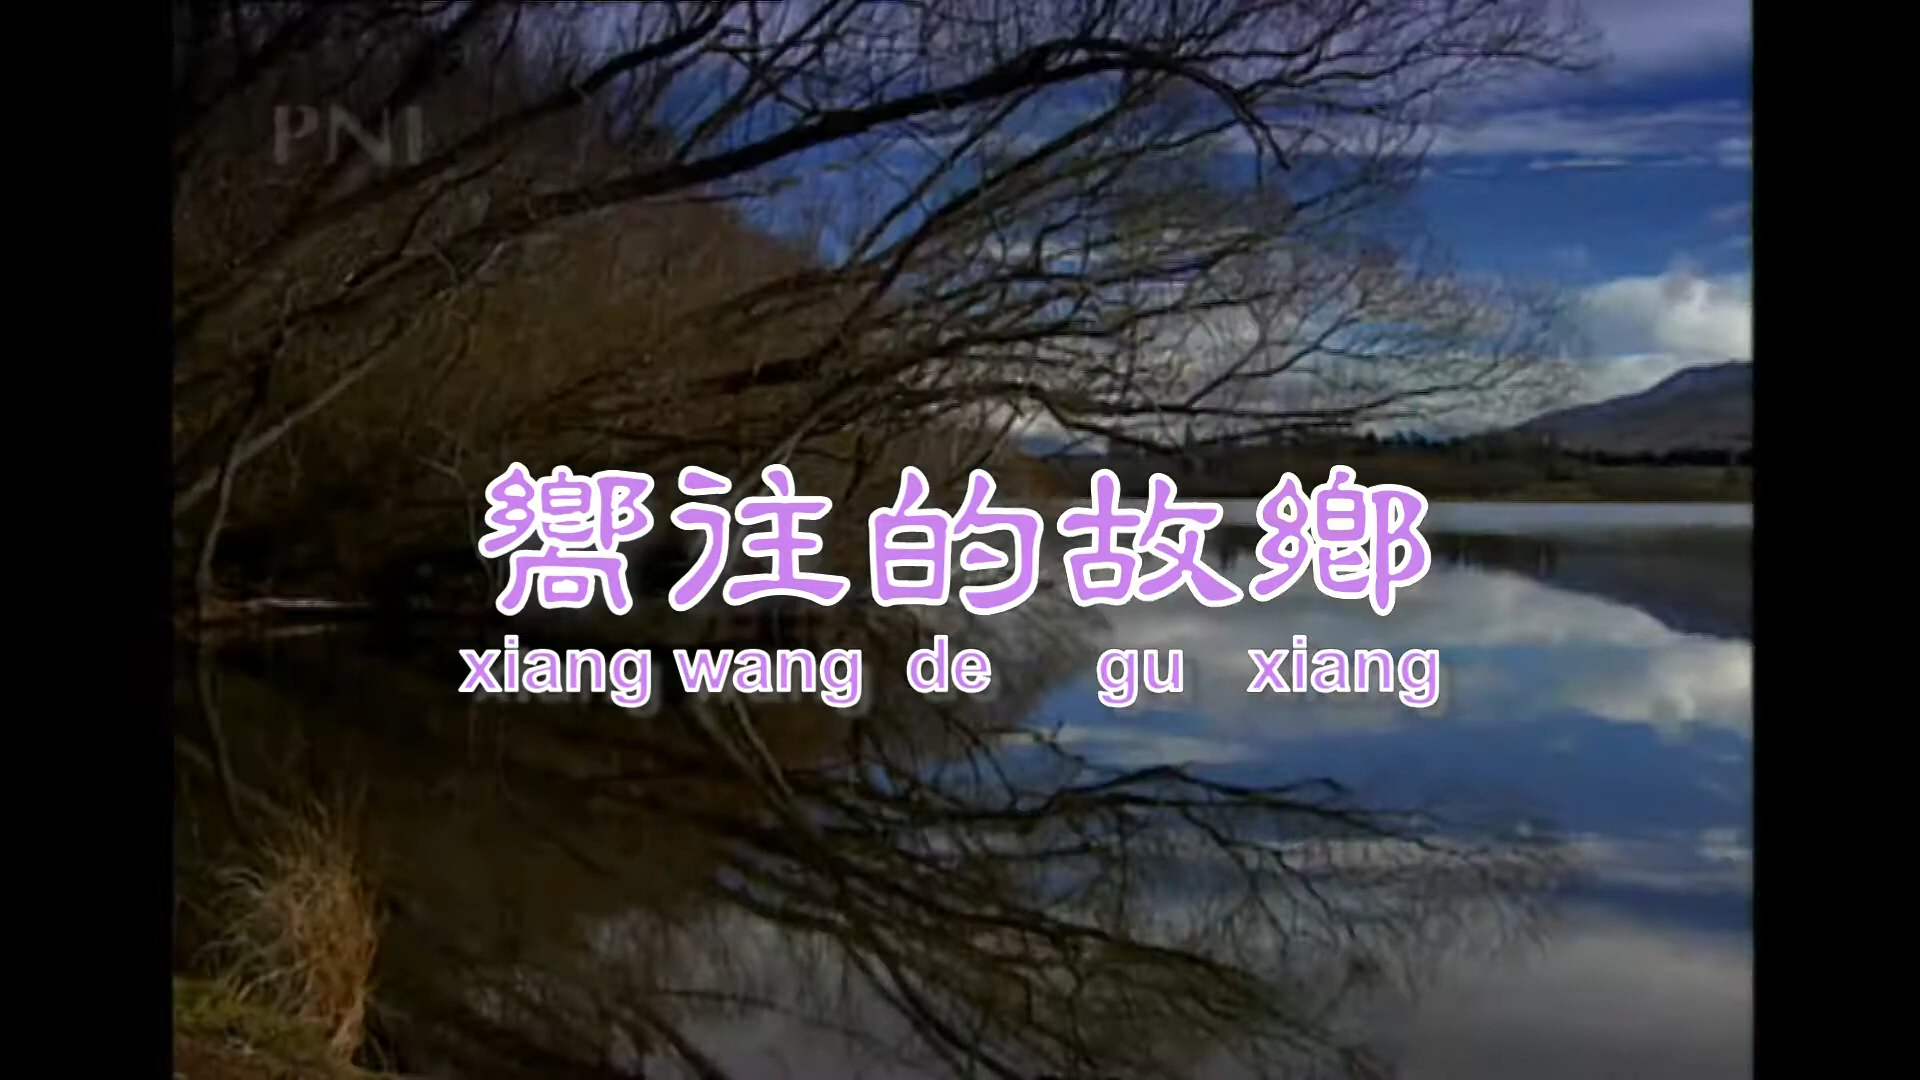 PNI
嚮往的故鄉
xiang wang de gu xiang